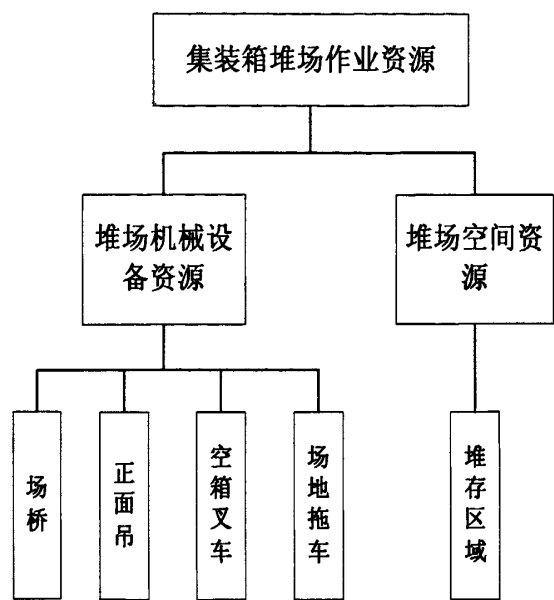 集装箱堆场作业资源
堆场机械设
备资源
堆场空间资
源
场桥
正面吊
空箱叉车
场地拖车
堆存区域